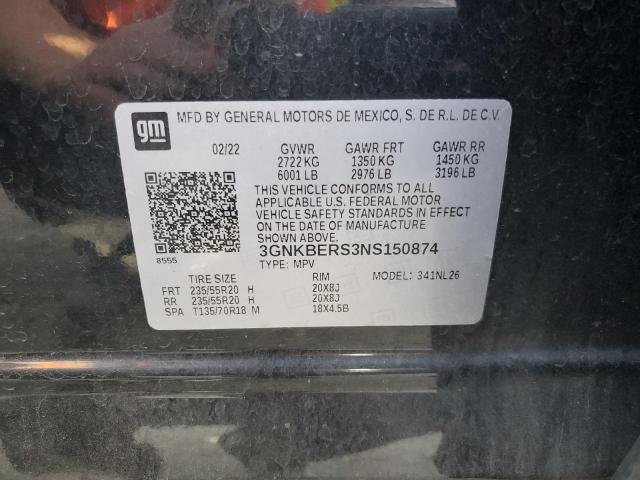 gm
MFD BY GENERAL MOTORS DE MEXICO, S. DE R.L. DE C.V.
02/22 GVWR GAWR FRT GAWR RR
2722 KG 1350 KG 1450 KG
6001 LB 2976 LB 3196 LB
THIS VEHICLE CONFORMS TO ALL
APPLICABLE U.S. FEDERAL MOTOR
VEHICLE SAFETY STANDARDS IN EFFECT
ON THE DATE OF MANUFACTURE
SHOWN ABOVE.
3GNKBERS3NS150874
8555 TYPE: MPV
TIRE SIZE RIM MODEL: 341NL26
FRT 235/55R20 H 20X8J
RR 235/55R20 H 20X8J
SPA T135/70R18 M 18X4.5B